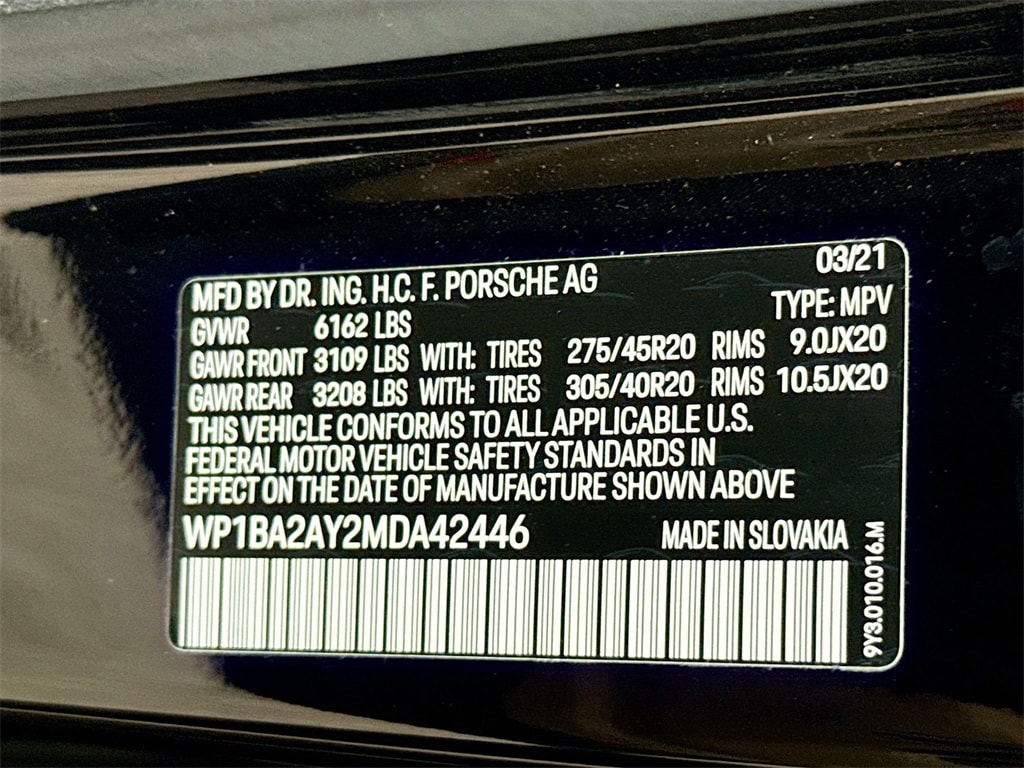 MFD BY DR. ING. H.C. F. PORSCHE AG 03/21
GVWR 6162 LBS TYPE: MPV
GAWR FRONT 3109 LBS WITH: TIRES 275/45R20 RIMS 9.0JX20
GAWR REAR 3208 LBS WITH: TIRES 305/40R20 RIMS 10.5JX20
THIS VEHICLE CONFORMS TO ALL APPLICABLE U.S.
FEDERAL MOTOR VEHICLE SAFETY STANDARDS IN
EFFECT ON THE DATE OF MANUFACTURE SHOWN ABOVE
WP1BA2AY2MDA42446 MADE IN SLOVAKIA
9Y3.010.016.M